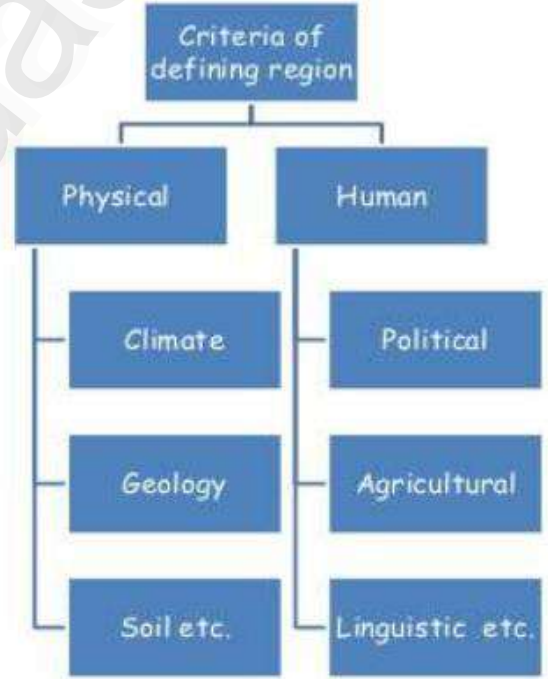 Criteria of
defining region
Physical
Human
Climate
Political
Geology
Agricultural
Soil etc.
Linguistic etc.